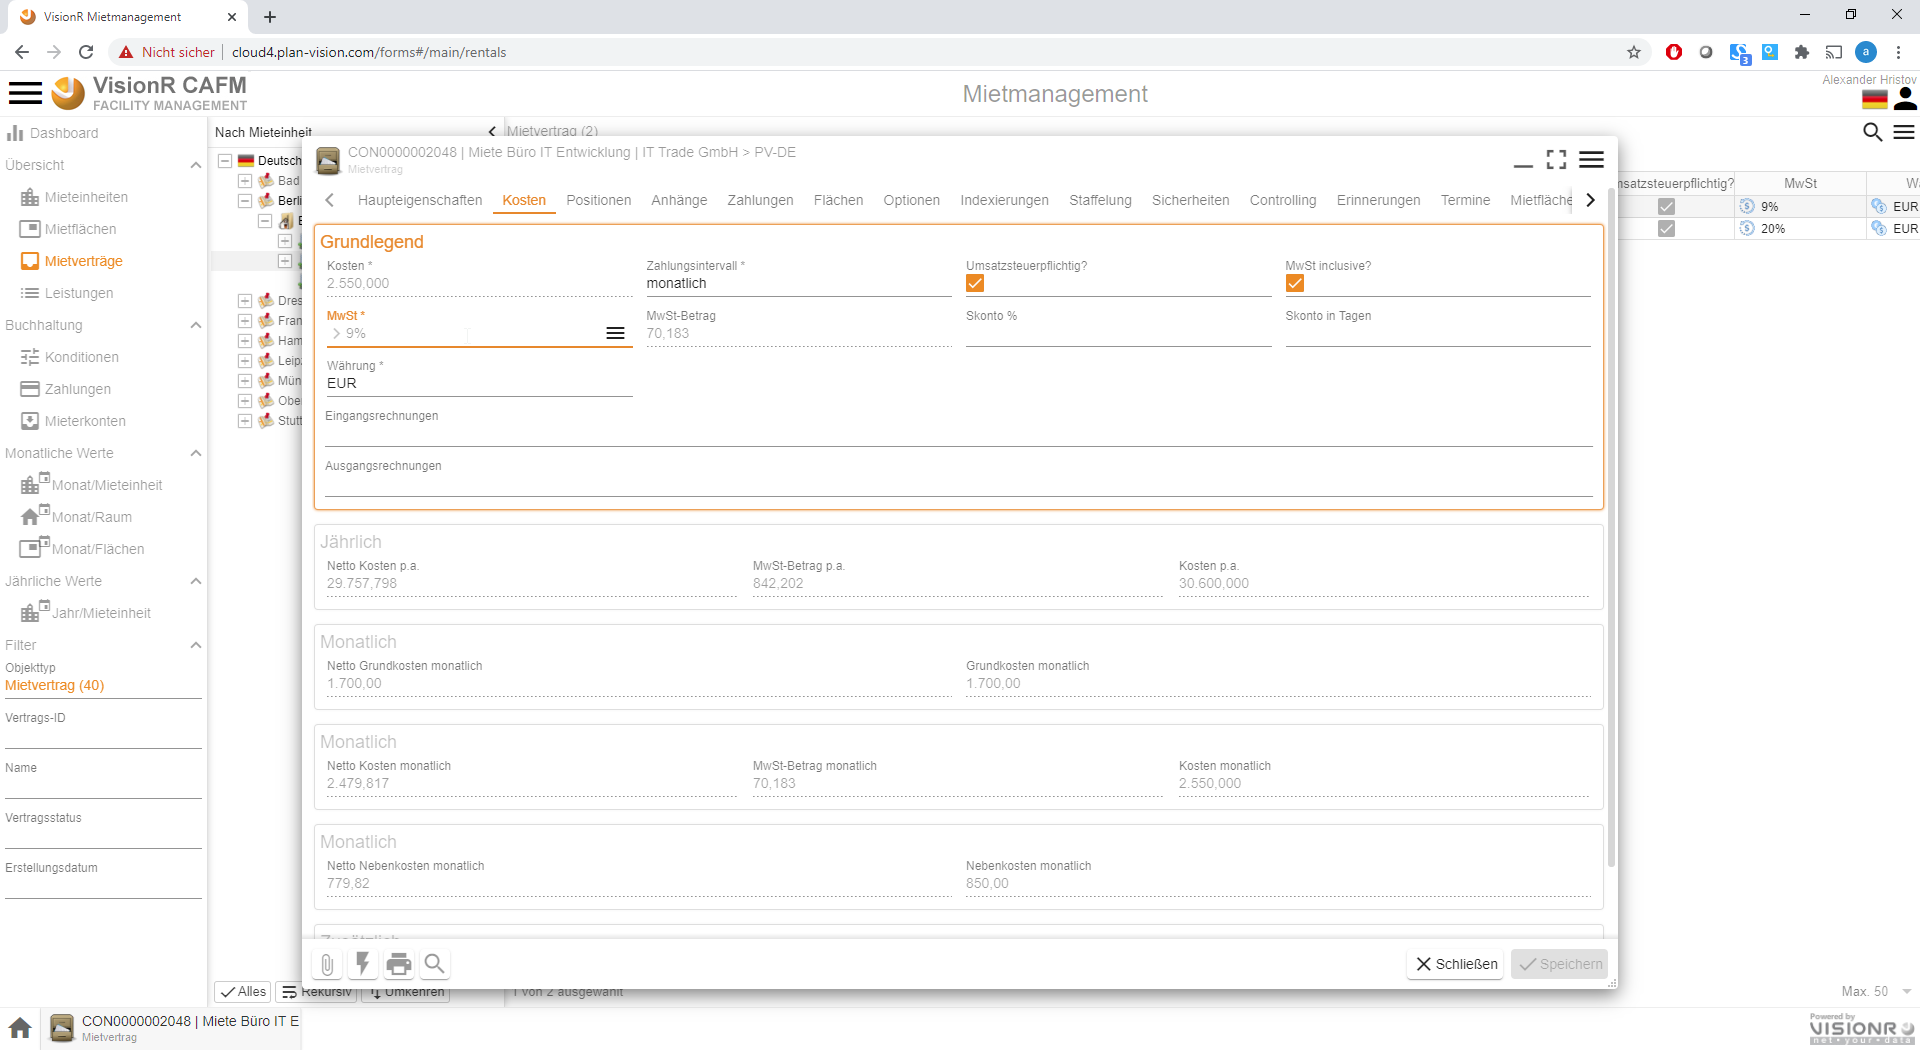 VisionR Mietmanagement
Nicht sicher
cloud4.plan-vision.com/forms#/main/rentals
3
a
VisionR CAFM
FACILITY MANAGEMENT
Mietmanagement
Alexander Hristov
Dashboard
Übersicht
Mieteinheiten
Mietflächen
Mietverträge
Leistungen
Buchhaltung
Konditionen
Zahlungen
Mieterkonten
Monatliche Werte
Monat/Mieteinheit
Monat/Raum
Monat/Flächen
Jährliche Werte
Jahr/Mieteinheit
Filter
Objekttyp
Mietvertrag (40)
Vertrags-ID
Name
Vertragsstatus
Erstellungsdatum
Nach Mieteinheit
Mietvertrag (2)
Deutsch
Bad
Berli
Dres
Fran
Ham
Leip
Mün
Obe
Stutt
nsatzsteuerpflichtig? MwSt W
9% EUR
20% EUR
CON0000002048 | Miete Büro IT Entwicklung | IT Trade GmbH > PV-DE
Mietvertrag
Haupteigenschaften Kosten Positionen Anhänge Zahlungen Flächen Optionen Indexierungen Staffelung Sicherheiten Controlling Erinnerungen Termine Mietfläche
Grundlegend
Kosten * Zahlungsintervall * Umsatzsteuerpflichtig? MwSt inclusive?
2.550,000 monatlich
MwSt * MwSt-Betrag Skonto % Skonto in Tagen
> 9% 70,183
Währung *
EUR
Eingangsrechnungen
Ausgangsrechnungen
Jährlich
Netto Kosten p.a. MwSt-Betrag p.a. Kosten p.a.
29.757,798 842,202 30.600,000
Monatlich
Netto Grundkosten monatlich Grundkosten monatlich
1.700,00 1.700,00
Monatlich
Netto Kosten monatlich MwSt-Betrag monatlich Kosten monatlich
2.479,817 70,183 2.550,000
Monatlich
Netto Nebenkosten monatlich Nebenkosten monatlich
779,82 850,00
Zusätzlich
Schließen
Speichern
Alles Rekursiv Umkehren
1 von 2 ausgewählt
Max. 50
CON0000002048 | Miete Büro IT E
Mietvertrag
Powered by
VISIONR
net • your • data